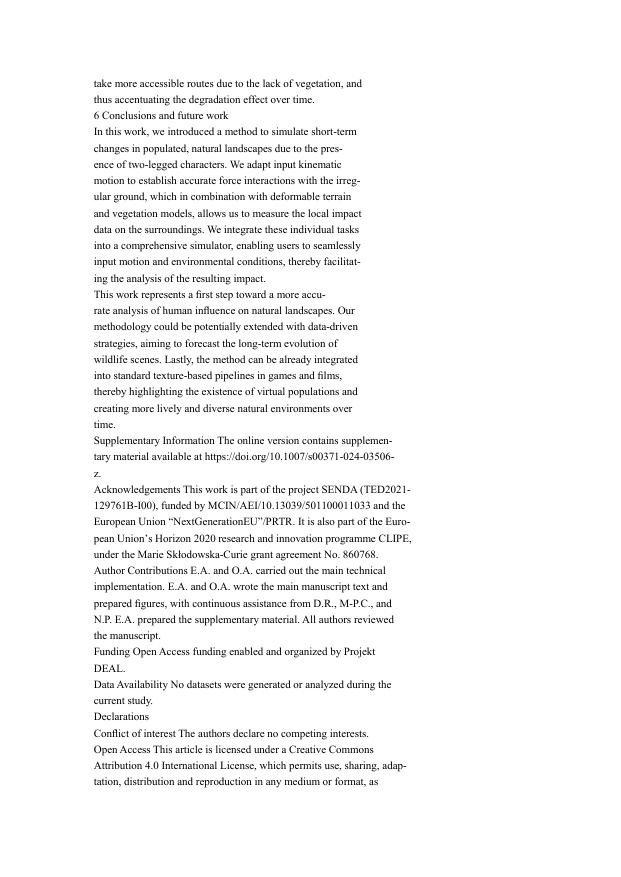 take more accessible routes due to the lack of vegetation, and
thus accentuating the degradation effect over time.
6 Conclusions and future work
In this work, we introduced a method to simulate short-term
changes in populated, natural landscapes due to the pres-
ence of two-legged characters. We adapt input kinematic
motion to establish accurate force interactions with the irreg-
ular ground, which in combination with deformable terrain
and vegetation models, allows us to measure the local impact
data on the surroundings. We integrate these individual tasks
into a comprehensive simulator, enabling users to seamlessly
input motion and environmental conditions, thereby facilitat-
ing the analysis of the resulting impact.
This work represents a first step toward a more accu-
rate analysis of human influence on natural landscapes. Our
methodology could be potentially extended with data-driven
strategies, aiming to forecast the long-term evolution of
wildlife scenes. Lastly, the method can be already integrated
into standard texture-based pipelines in games and films,
thereby highlighting the existence of virtual populations and
creating more lively and diverse natural environments over
time.
Supplementary Information The online version contains supplemen-
tary material available at https://doi.org/10.1007/s00371-024-03506-
z.
Acknowledgements This work is part of the project SENDA (TED2021-
129761B-I00), funded by MCIN/AEI/10.13039/501100011033 and the
European Union “NextGenerationEU”/PRTR. It is also part of the Euro-
pean Union’s Horizon 2020 research and innovation programme CLIPE,
under the Marie Skłodowska-Curie grant agreement No. 860768.
Author Contributions E.A. and O.A. carried out the main technical
implementation. E.A. and O.A. wrote the main manuscript text and
prepared figures, with continuous assistance from D.R., M-P.C., and
N.P. E.A. prepared the supplementary material. All authors reviewed
the manuscript.
Funding Open Access funding enabled and organized by Projekt
DEAL.
Data Availability No datasets were generated or analyzed during the
current study.
Declarations
Conflict of interest The authors declare no competing interests.
Open Access This article is licensed under a Creative Commons
Attribution 4.0 International License, which permits use, sharing, adap-
tation, distribution and reproduction in any medium or format, as